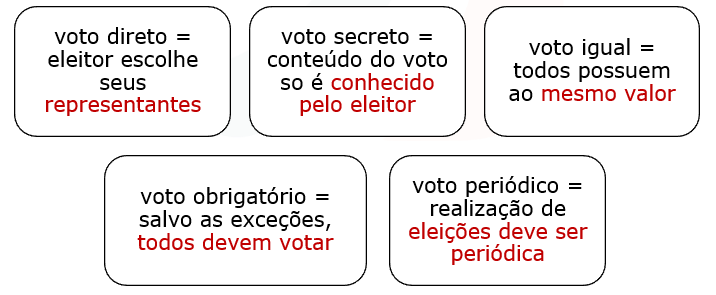 voto direto =
eleitor escolhe
seus
representantes
voto secreto =
conteúdo do voto
so é conhecido
pelo eleitor
voto igual =
todos possuem
ao mesmo valor
voto obrigatório =
salvo as exceções,
todos devem votar
voto periódico =
realização de
eleições deve ser
periódica